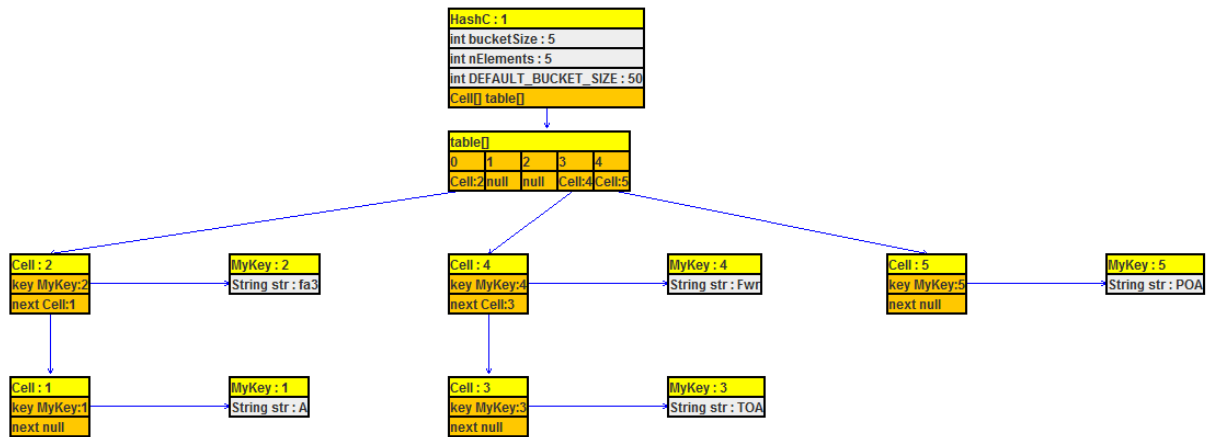 HashC : 1
int bucketSize : 5
int nElements : 5
int DEFAULT_BUCKET_SIZE : 50
Cell[] table[]
table[]
0 1 2 3 4
Cell:2 null null Cell:4 Cell:5
Cell : 2
key MyKey:2
next Cell:1
MyKey : 2
String str : fa3
Cell : 4
key MyKey:4
next Cell:3
MyKey : 4
String str : Fwr
Cell : 5
key MyKey:5
next null
MyKey : 5
String str : POA
Cell : 1
key MyKey:1
next null
MyKey : 1
String str : A
Cell : 3
key MyKey:3
next null
MyKey : 3
String str : TOA